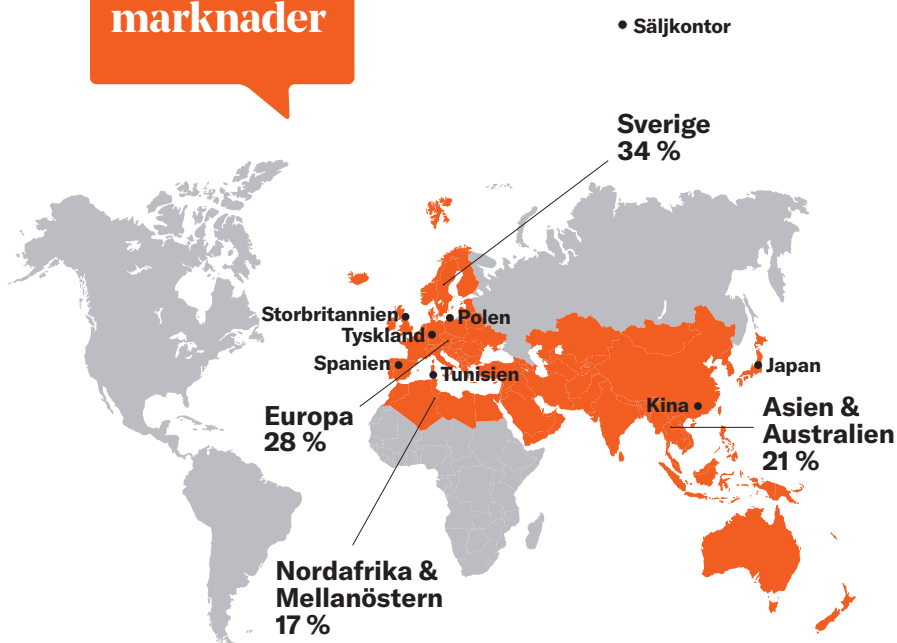 marknader
• Säljkontor
Sverige
34 %
Storbritannien
Polen
Tyskland
Spanien
Tunisien
Japan
Kina
Europa
28 %
Asien &
Australien
21 %
Nordafrika &
Mellanöstern
17 %